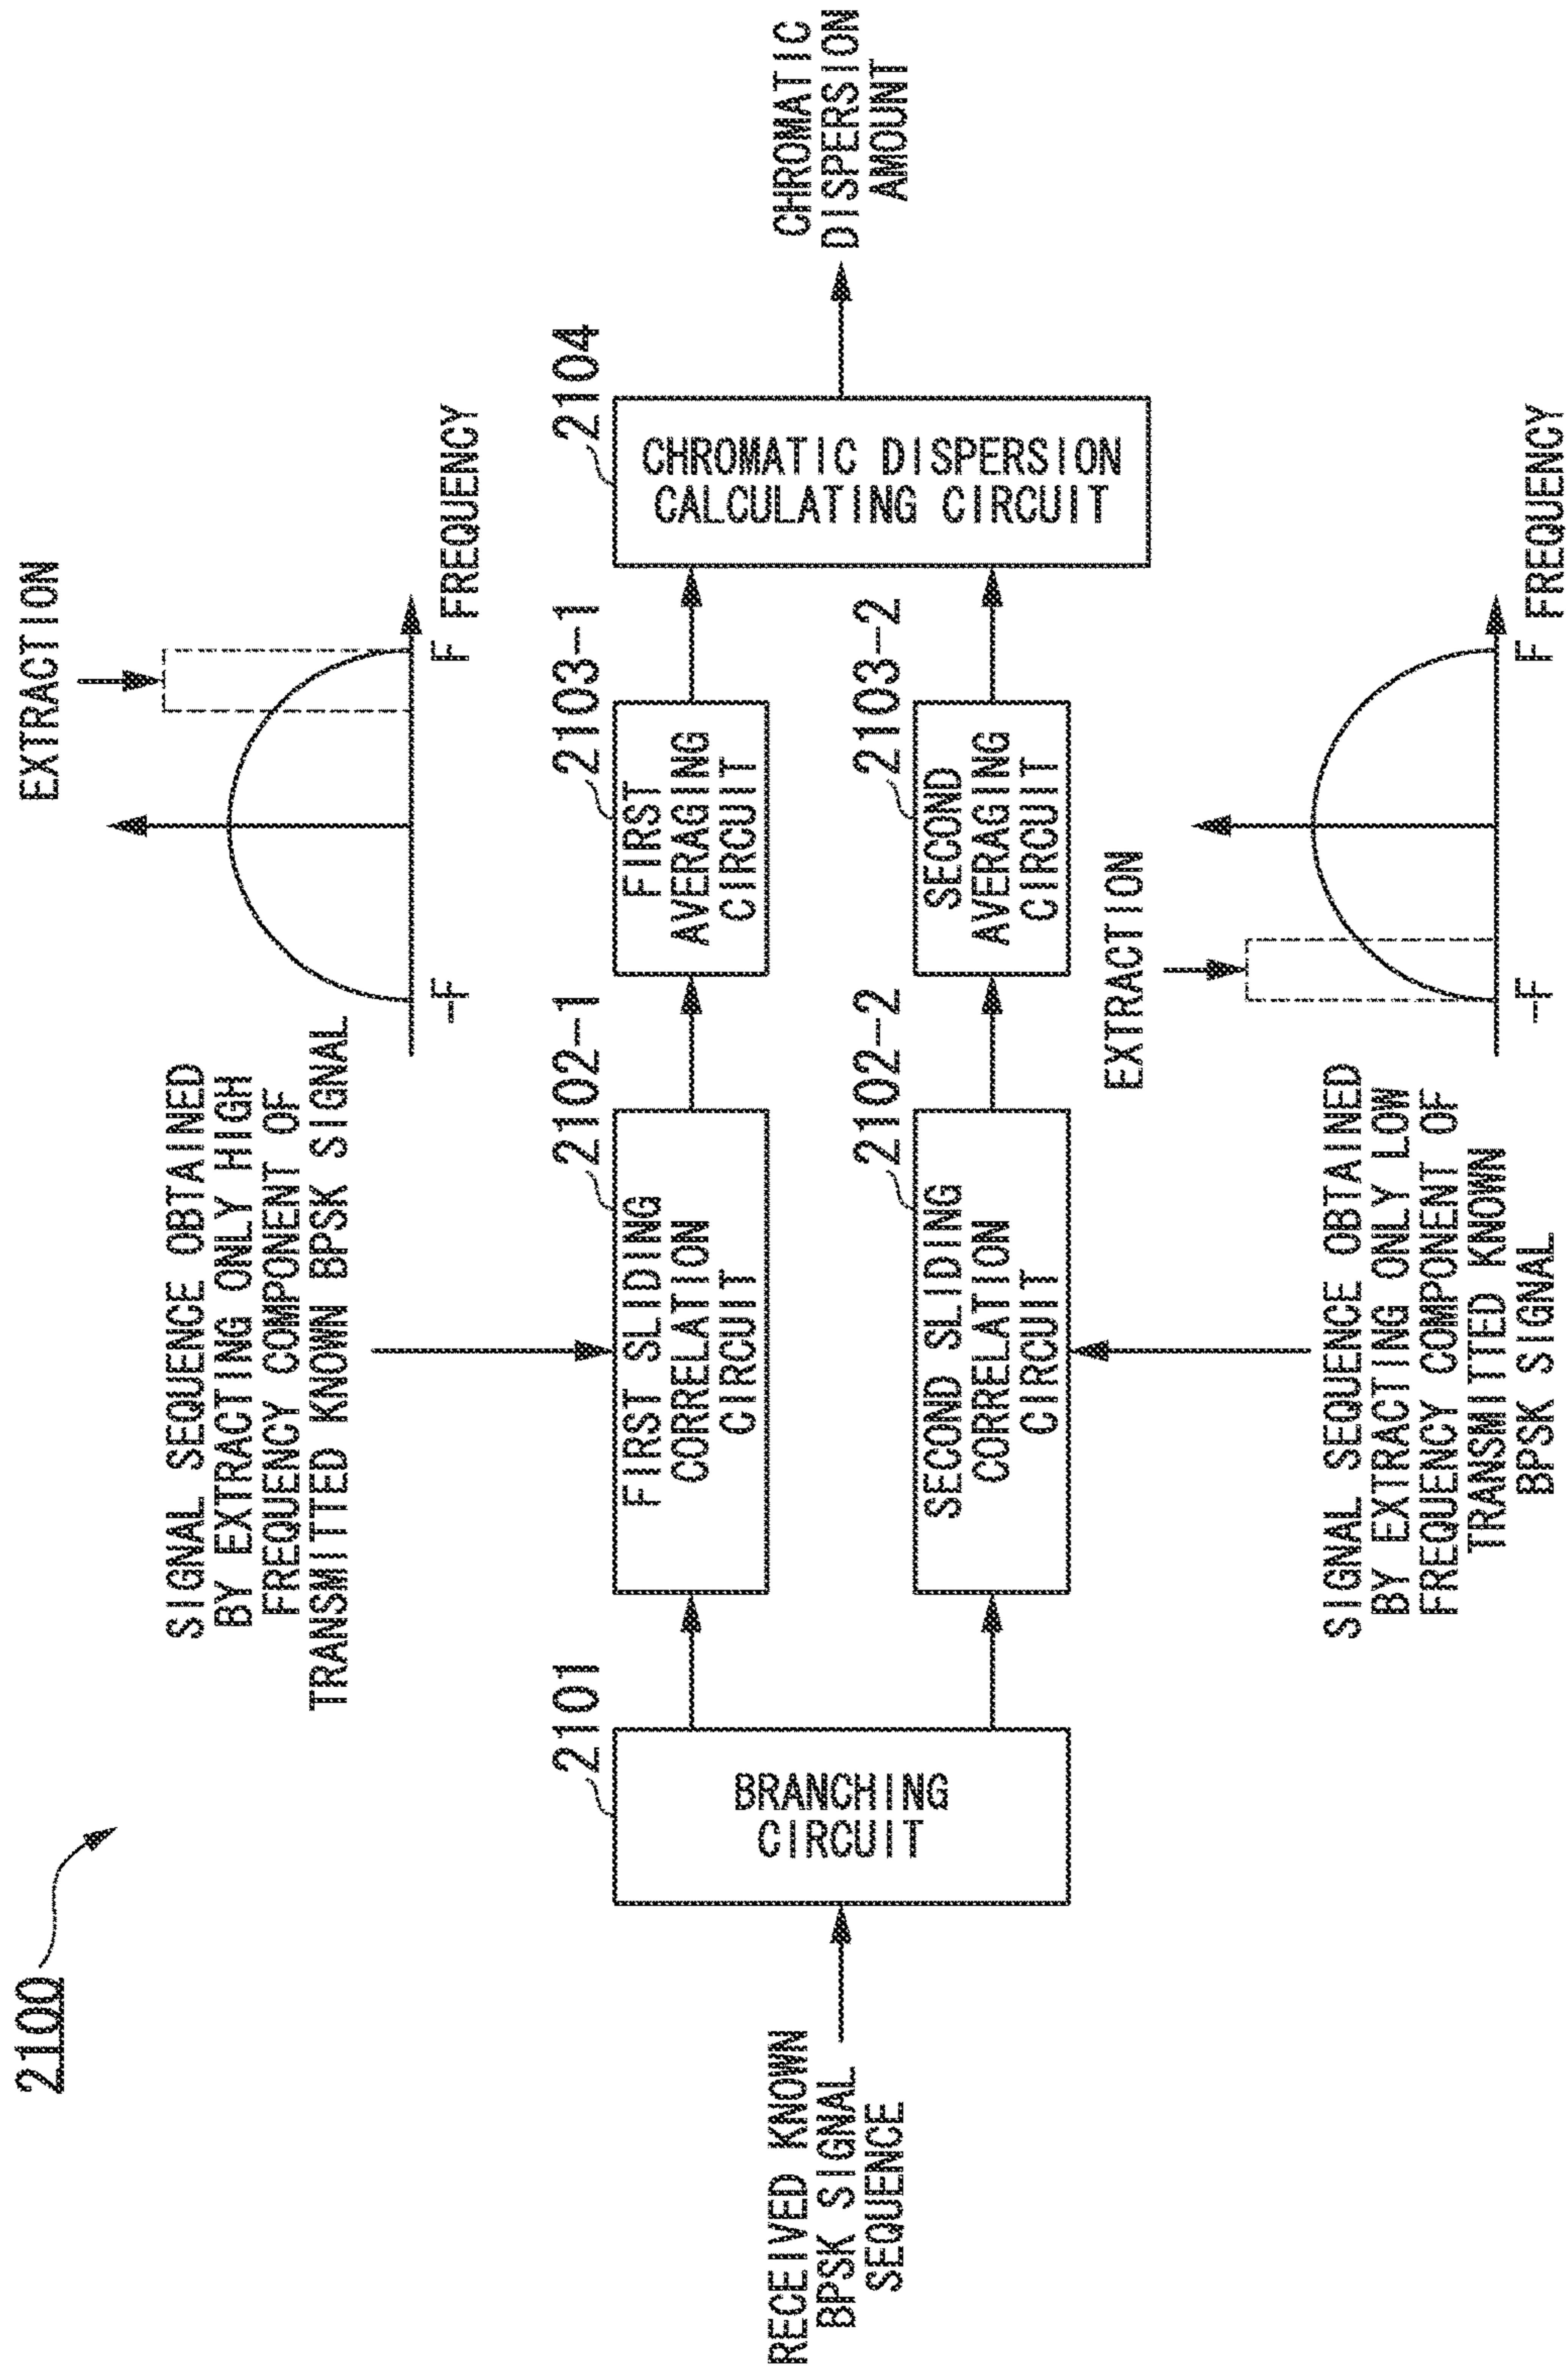 2100
EXTRACTION
SIGNAL SEQUENCE OBTAINED
BY EXTRACTING ONLY HIGH
FREQUENCY COMPONENT OF
TRANSMITTED KNOWN BPSK SIGNAL
-F
F
FREQUENCY
2101
2102-1
2103-1
2104
RECEIVED KNOWN
BPSK SIGNAL
SEQUENCE
BRANCHING
CIRCUIT
FIRST SLIDING
CORRELATION
CIRCUIT
FIRST
AVERAGING
CIRCUIT
CHROMATIC DISPERSION
CALCULATING CIRCUIT
CHROMATIC
DISPERSION
AMOUNT
2102-2
2103-2
SECOND SLIDING
CORRELATION
CIRCUIT
SECOND
AVERAGING
CIRCUIT
EXTRACTION
SIGNAL SEQUENCE OBTAINED
BY EXTRACTING ONLY LOW
FREQUENCY COMPONENT OF
TRANSMITTED KNOWN
BPSK SIGNAL
-F
F
FREQUENCY